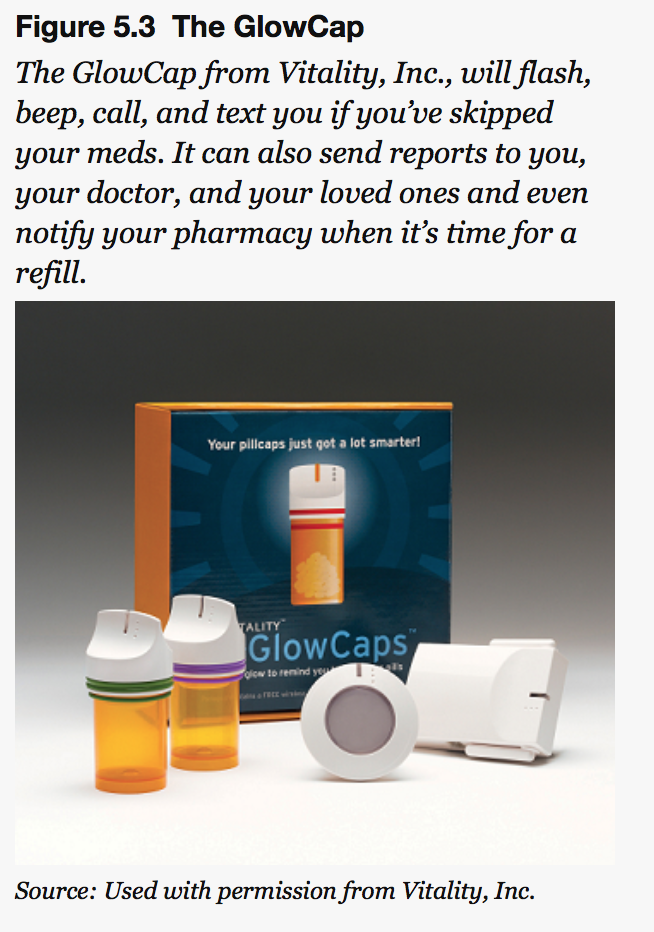 Figure 5.3 The GlowCap
The GlowCap from Vitality, Inc., will flash,
beep, call, and text you if you’ve skipped
your meds. It can also send reports to you,
your doctor, and your loved ones and even
notify your pharmacy when it’s time for a
refill.
Your pillcaps just got a lot smarter!
TALITY™
GlowCaps™
glow to remind you
a FREE wireless
Source: Used with permission from Vitality, Inc.